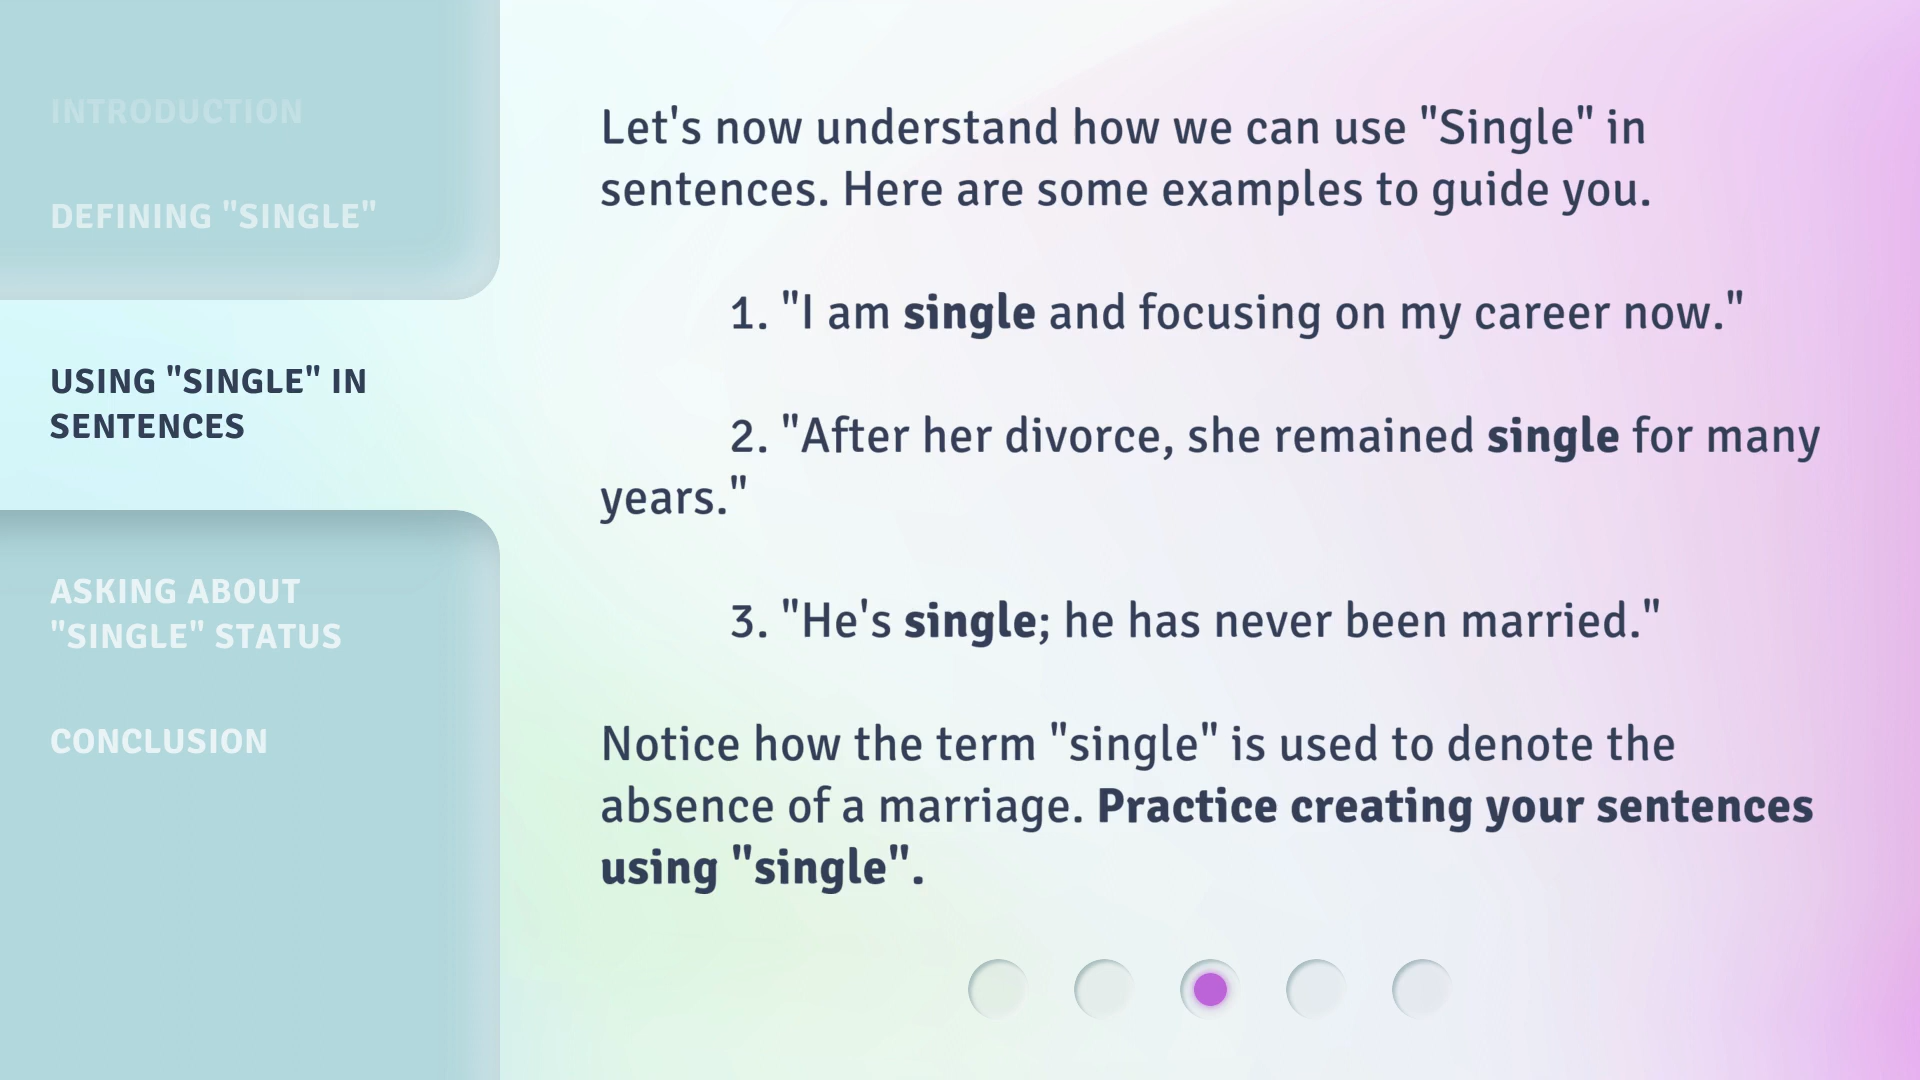 INTRODUCTION
DEFINING "SINGLE"
USING "SINGLE" IN
SENTENCES
ASKING ABOUT
"SINGLE" STATUS
CONCLUSION
Let's now understand how we can use "Single" in
sentences. Here are some examples to guide you.
1. "I am single and focusing on my career now."
2. "After her divorce, she remained single for many
years."
3. "He's single; he has never been married."
Notice how the term "single" is used to denote the
absence of a marriage. Practice creating your sentences
using "single".